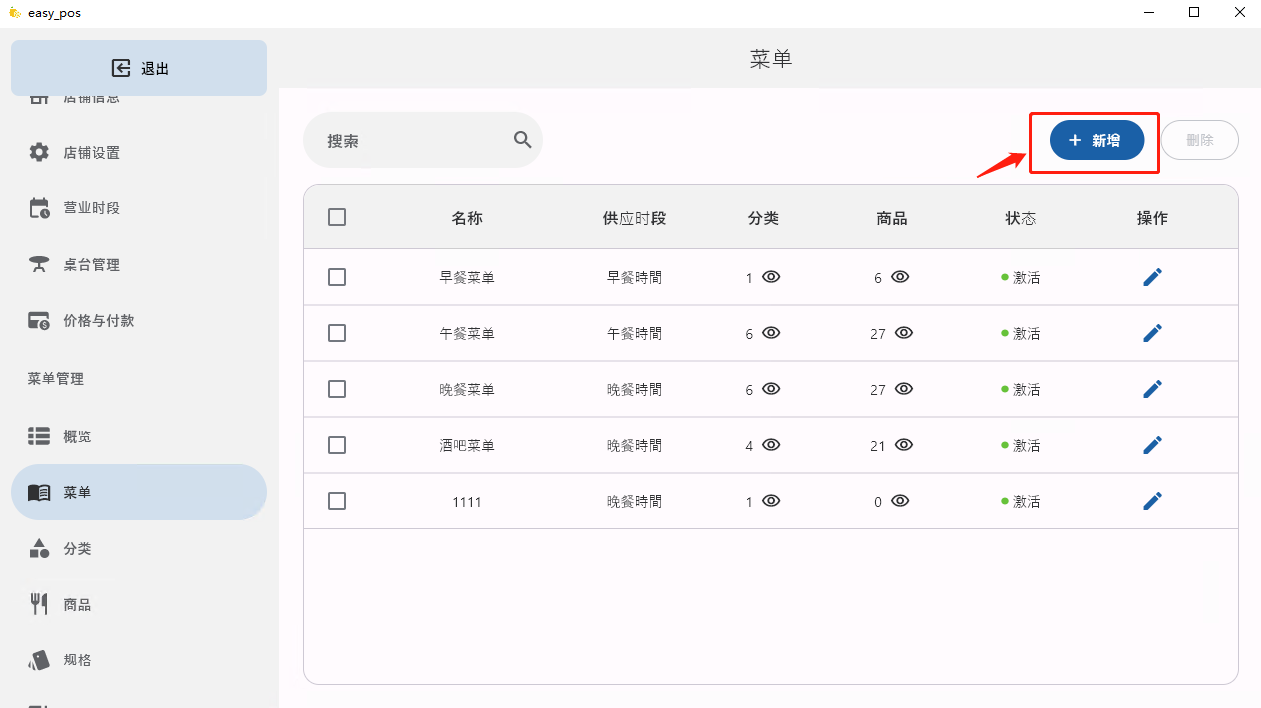 easy_pos
退出
店铺信息
店铺设置
营业时段
桌台管理
价格与付款
菜单管理
概览
菜单
分类
商品
规格
菜单
搜索
新增
删除
名称 供应时段 分类 商品 状态 操作
早餐菜单 早餐時間 1 6 激活
午餐菜单 午餐時間 6 27 激活
晚餐菜单 晚餐時間 6 27 激活
酒吧菜单 晚餐時間 4 21 激活
1111 晚餐時間 1 0 激活